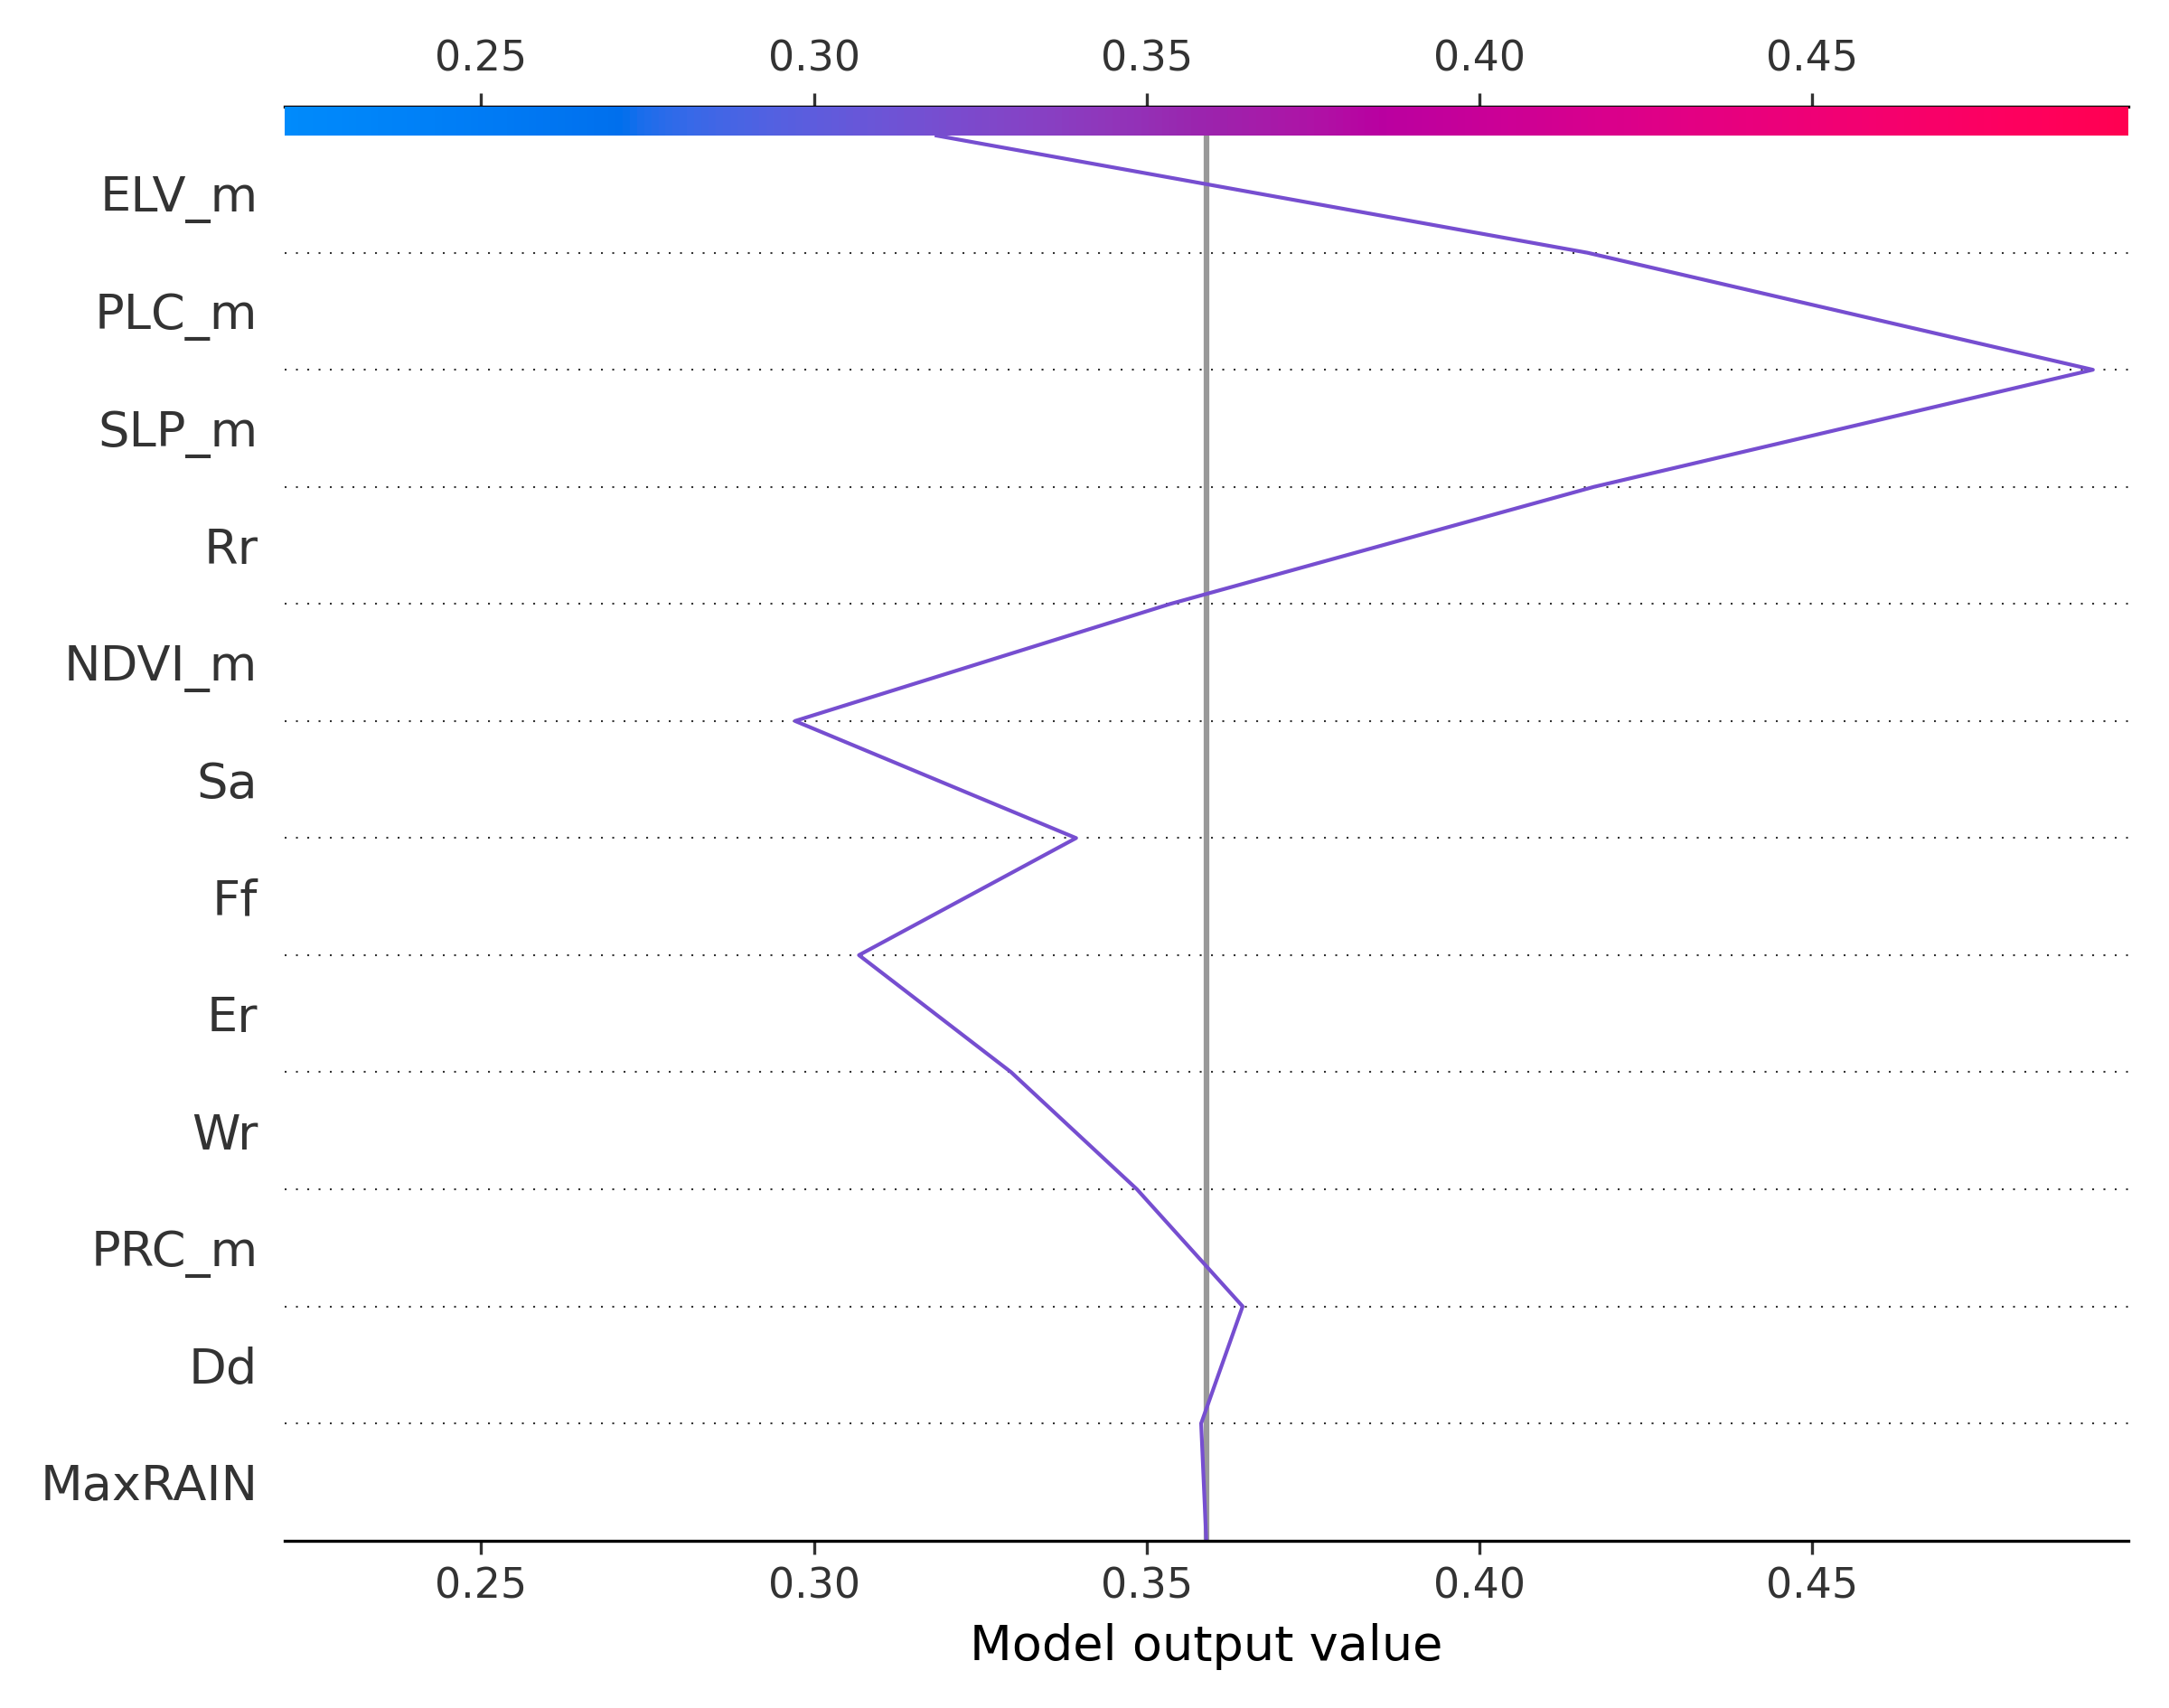 0.25 0.30 0.35 0.40 0.45
ELV_m
PLC_m
SLP_m
Rr
NDVI_m
Sa
Ff
Er
Wr
PRC_m
Dd
MaxRAIN
0.25 0.30 0.35 0.40 0.45
Model output value